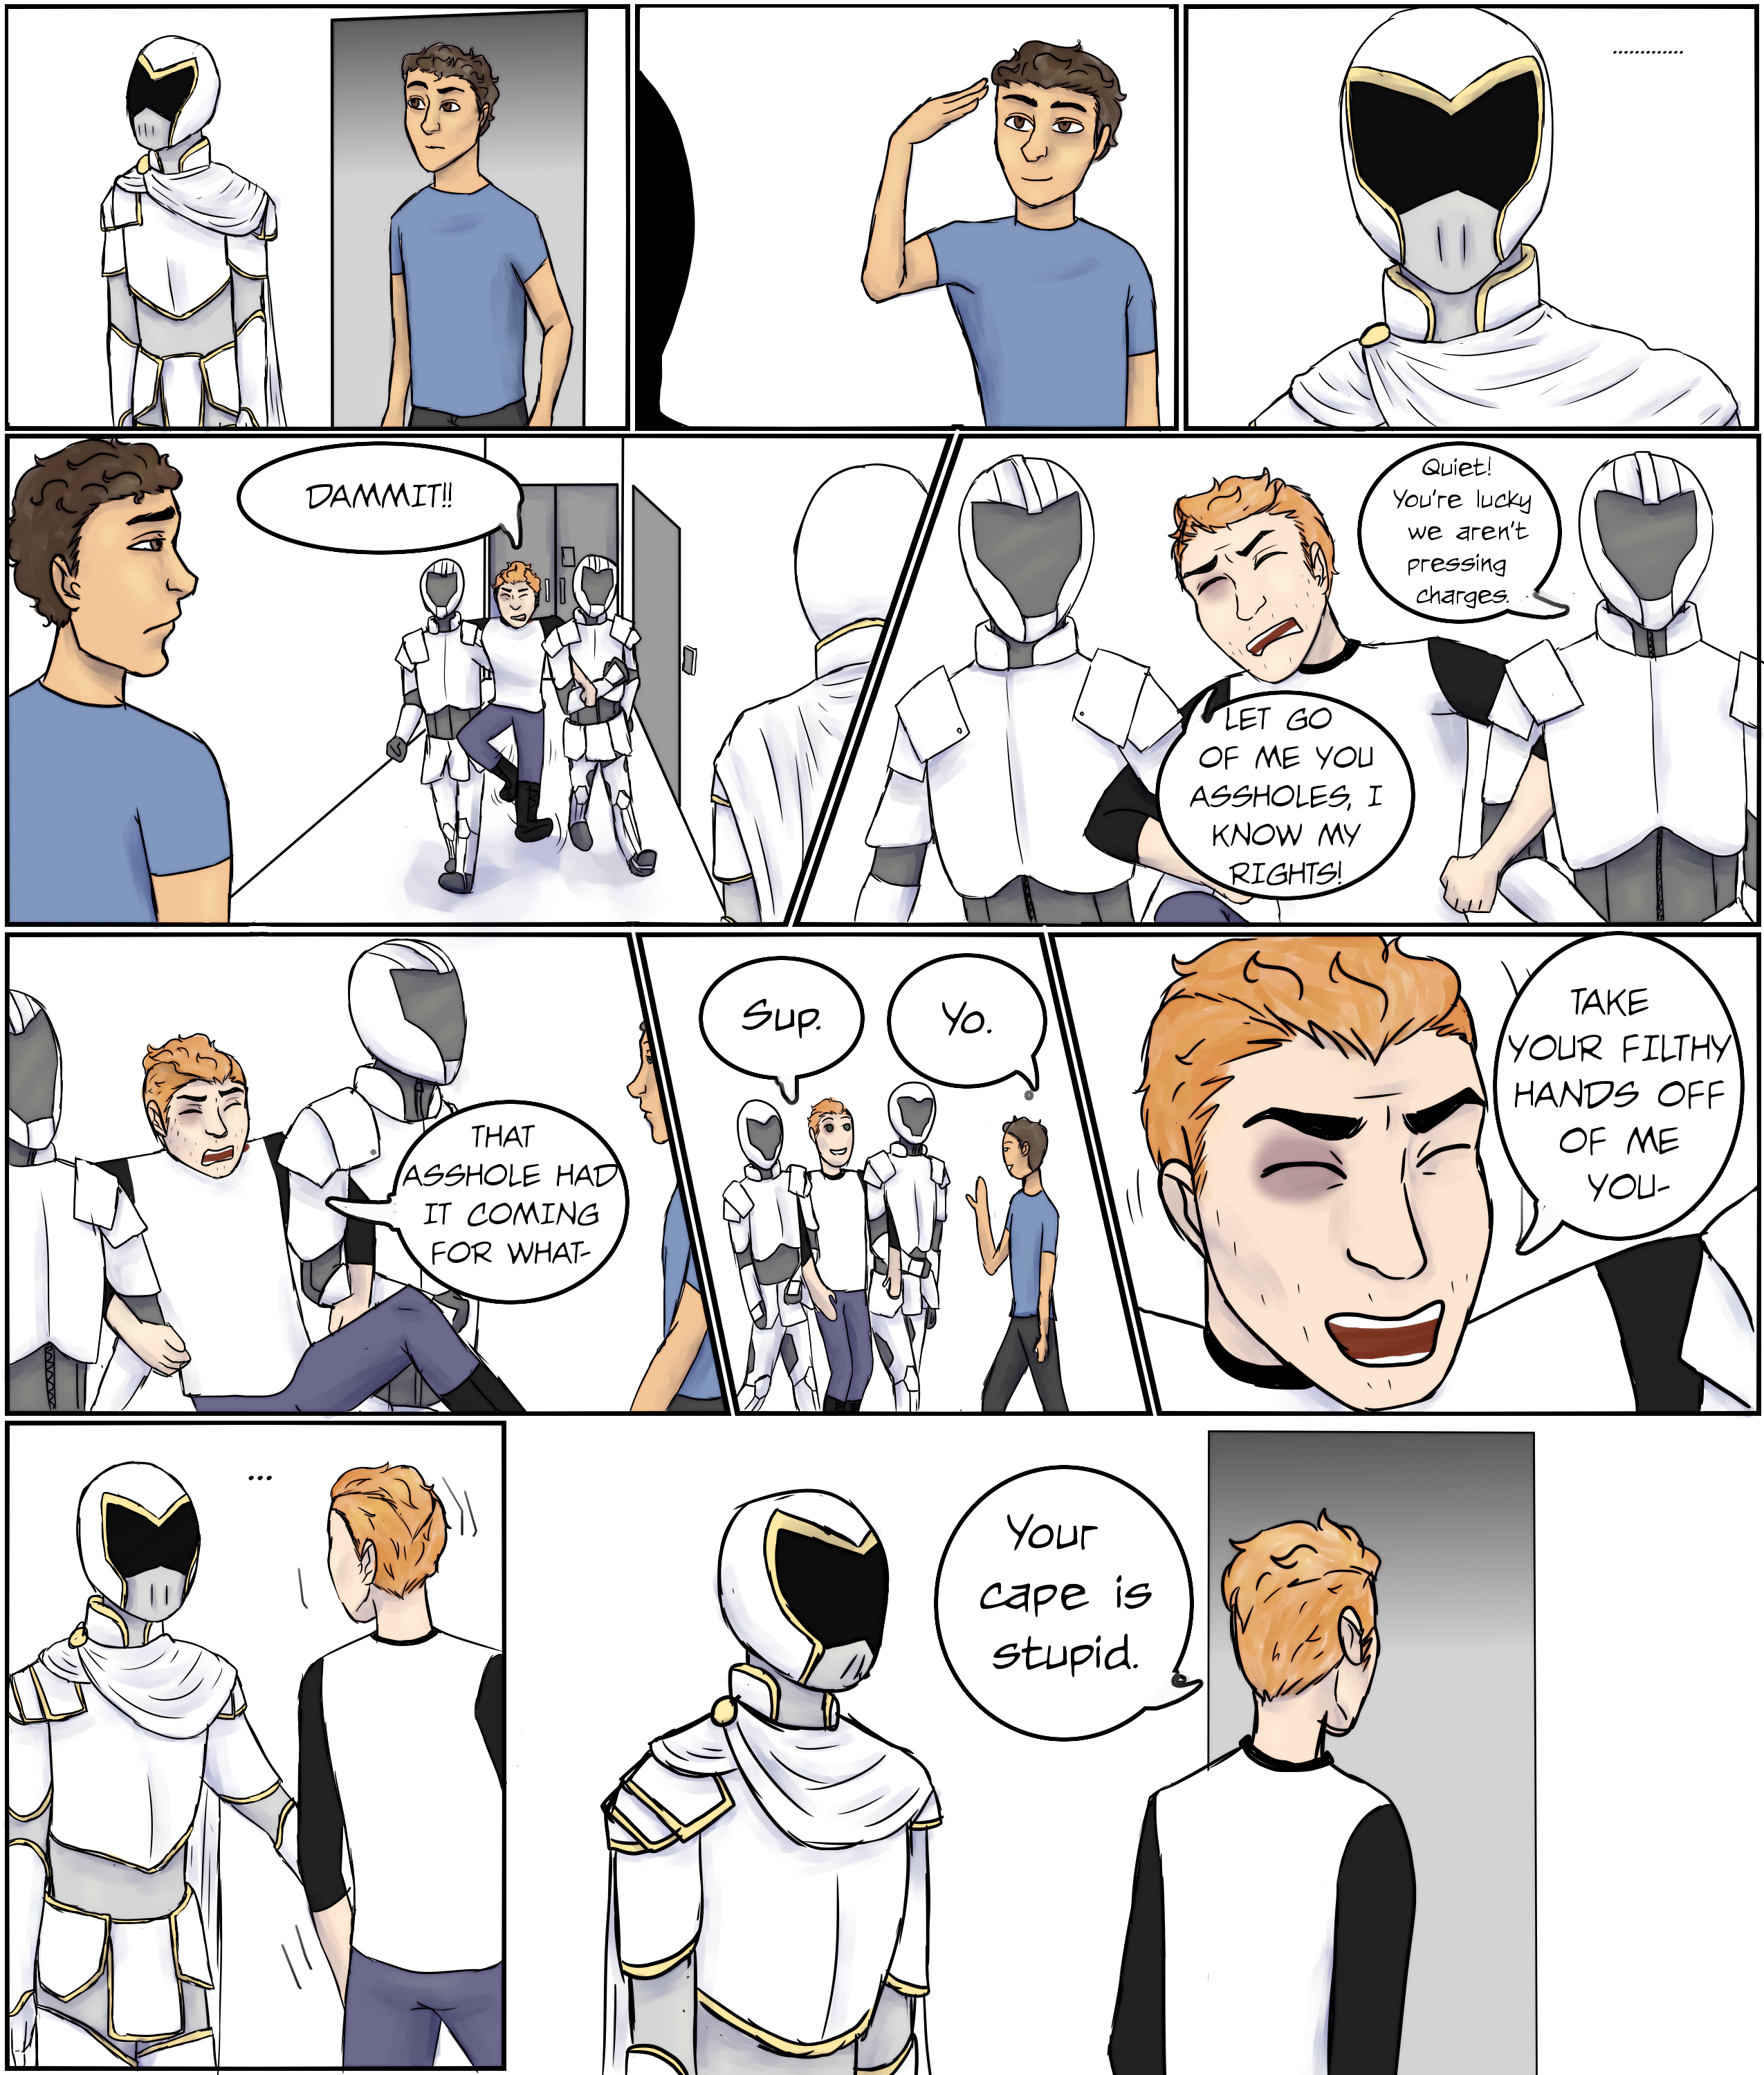 .............
DAMMIT!!
Quiet!
You're lucky
we aren't
pressing
charges.
LET GO
OF ME YOU
ASSHOLES, I
KNOW MY
RIGHTS!
THAT
ASSHOLE HAD
IT COMING
FOR WHAT-
Sup.
Yo.
TAKE
YOUR FILTHY
HANDS OFF
OF ME
YOU-
...
Your
cape is
stupid.